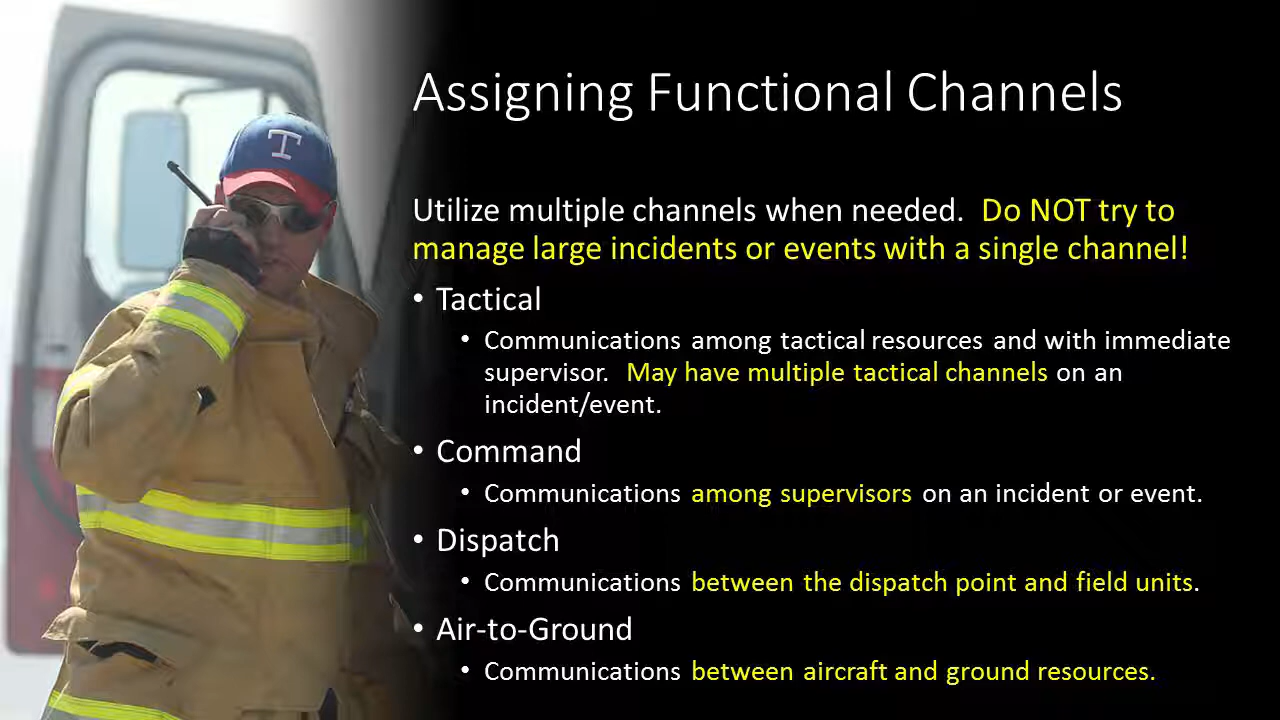 T
Assigning Functional Channels
Utilize multiple channels when needed.  Do NOT try to
manage large incidents or events with a single channel!
• Tactical
• Communications among tactical resources and with immediate
supervisor.  May have multiple tactical channels on an
incident/event.
• Command
• Communications among supervisors on an incident or event.
• Dispatch
• Communications between the dispatch point and field units.
• Air-to-Ground
• Communications between aircraft and ground resources.